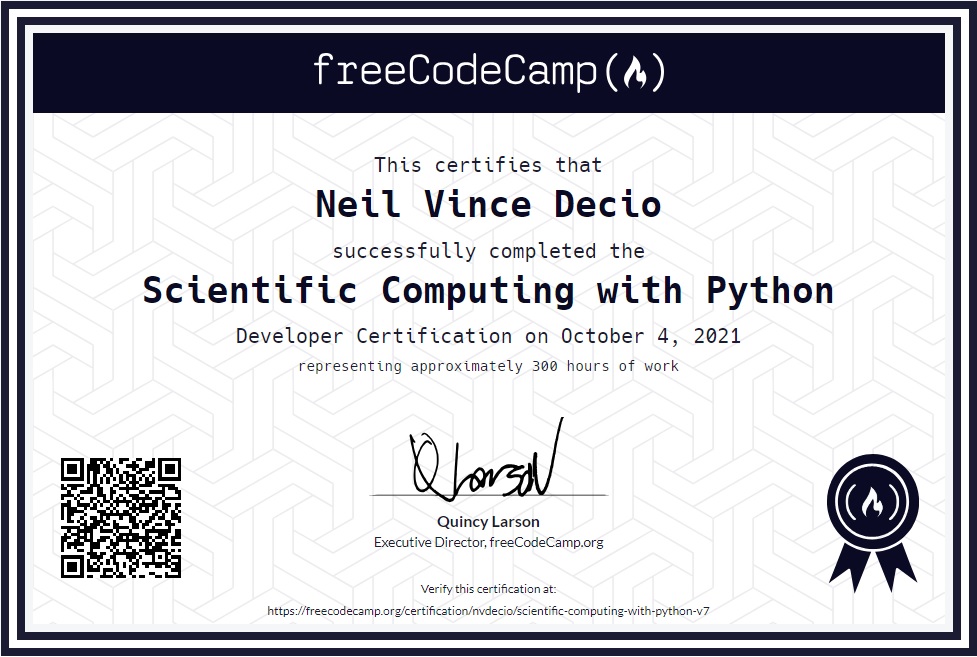 freeCodeCamp
This certifies that
Neil Vince Decio
successfully completed the
Scientific Computing with Python
Developer Certification on October 4, 2021
representing approximately 300 hours of work
Q Larson
Quincy Larson
Executive Director, freeCodeCamp.org
Verify this certification at:
https://freecodecamp.org/certification/nvdecio/scientific-computing-with-python-v7